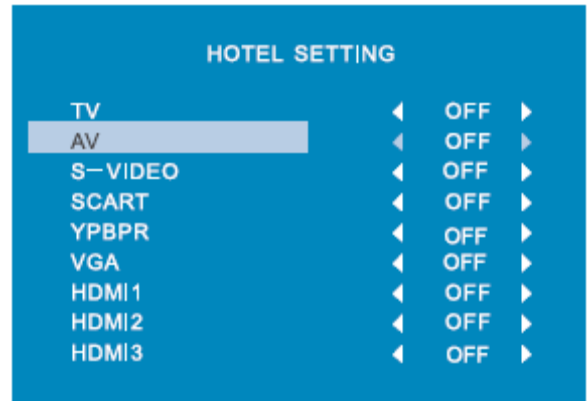 HOTEL SETTING
TV OFF
AV OFF
S-VIDEO OFF
SCART OFF
YPBPR OFF
VGA OFF
HDMI1 OFF
HDMI2 OFF
HDMI3 OFF